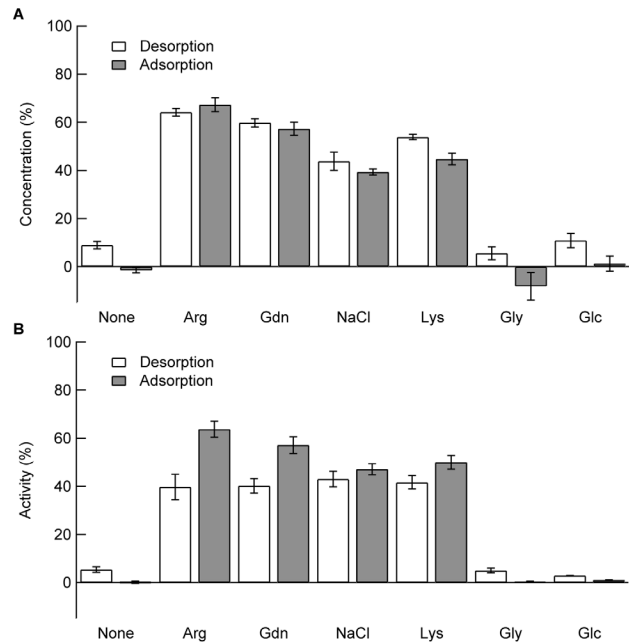 A
100
80
60
40
20
0
Concentration (%)
Desorption
Adsorption
None Arg Gdn NaCl Lys Gly Glc
B
100
80
60
40
20
0
Activity (%)
Desorption
Adsorption
None Arg Gdn NaCl Lys Gly Glc